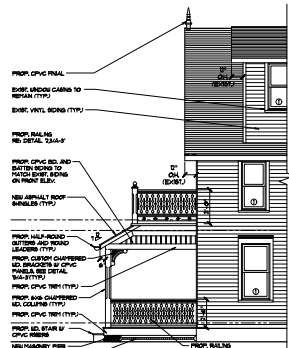 PROP. CPVC FINIAL
EXIST. WINDOW CASING TO
REMAIN (TYP.)
EXIST. VINYL SIDING (TYP.)
PROP. RAILING
RE: DETAIL
PROP. CPVC BD. AND
BATTEN SIDING TO
MATCH EXIST. SIDING
ON FRONT ELEV.
NEW ASPHALT ROOF
SHINGLES (TYP.)
PROP. HALF-ROUND
GUTTERS AND ROUND
LEADERS (TYP.)
PROP. CUSTOM CHAMFERED
WD. BRACKETS W/ CPVC
PANELS, SEE DETAIL
PROP. CPVC TRIM (TYP.)
PROP. 6X6 CHAMFERED
WD. COLUMNS (TYP.)
PROP. CPVC TRIM (TYP.)
PROP. WD. STAIR W/
CPVC RISERS
NEW MASONRY PIER
12"
O.H.
(EXIST.)
12"
O.H.
(EXIST.)
1
1
1
PROP. RAILING